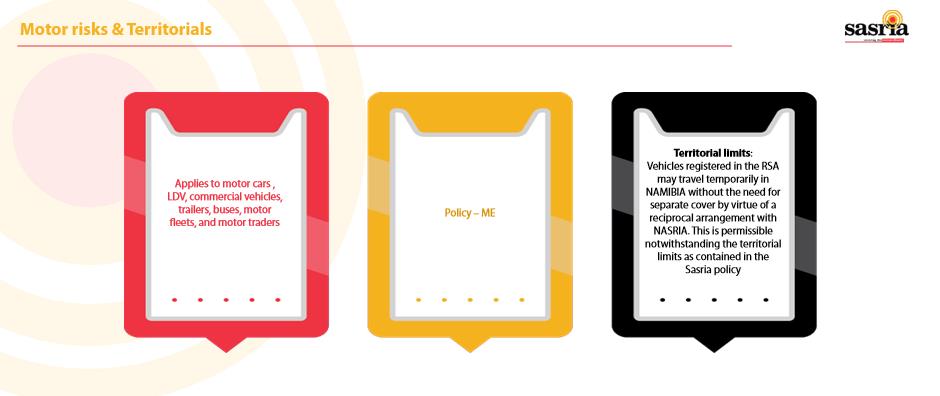 Motor risks & Territorials
sasria
Applies to motor cars ,
LDV, commercial vehicles,
trailers, buses, motor
fleets, and motor traders
Policy – ME
Territorial limits:
Vehicles registered in the RSA
may travel temporarily in
NAMIBIA without the need for
separate cover by virtue of a
reciprocal arrangement with
NASRIA. This is permissible
notwithstanding the territorial
limits as contained in the
Sasria policy